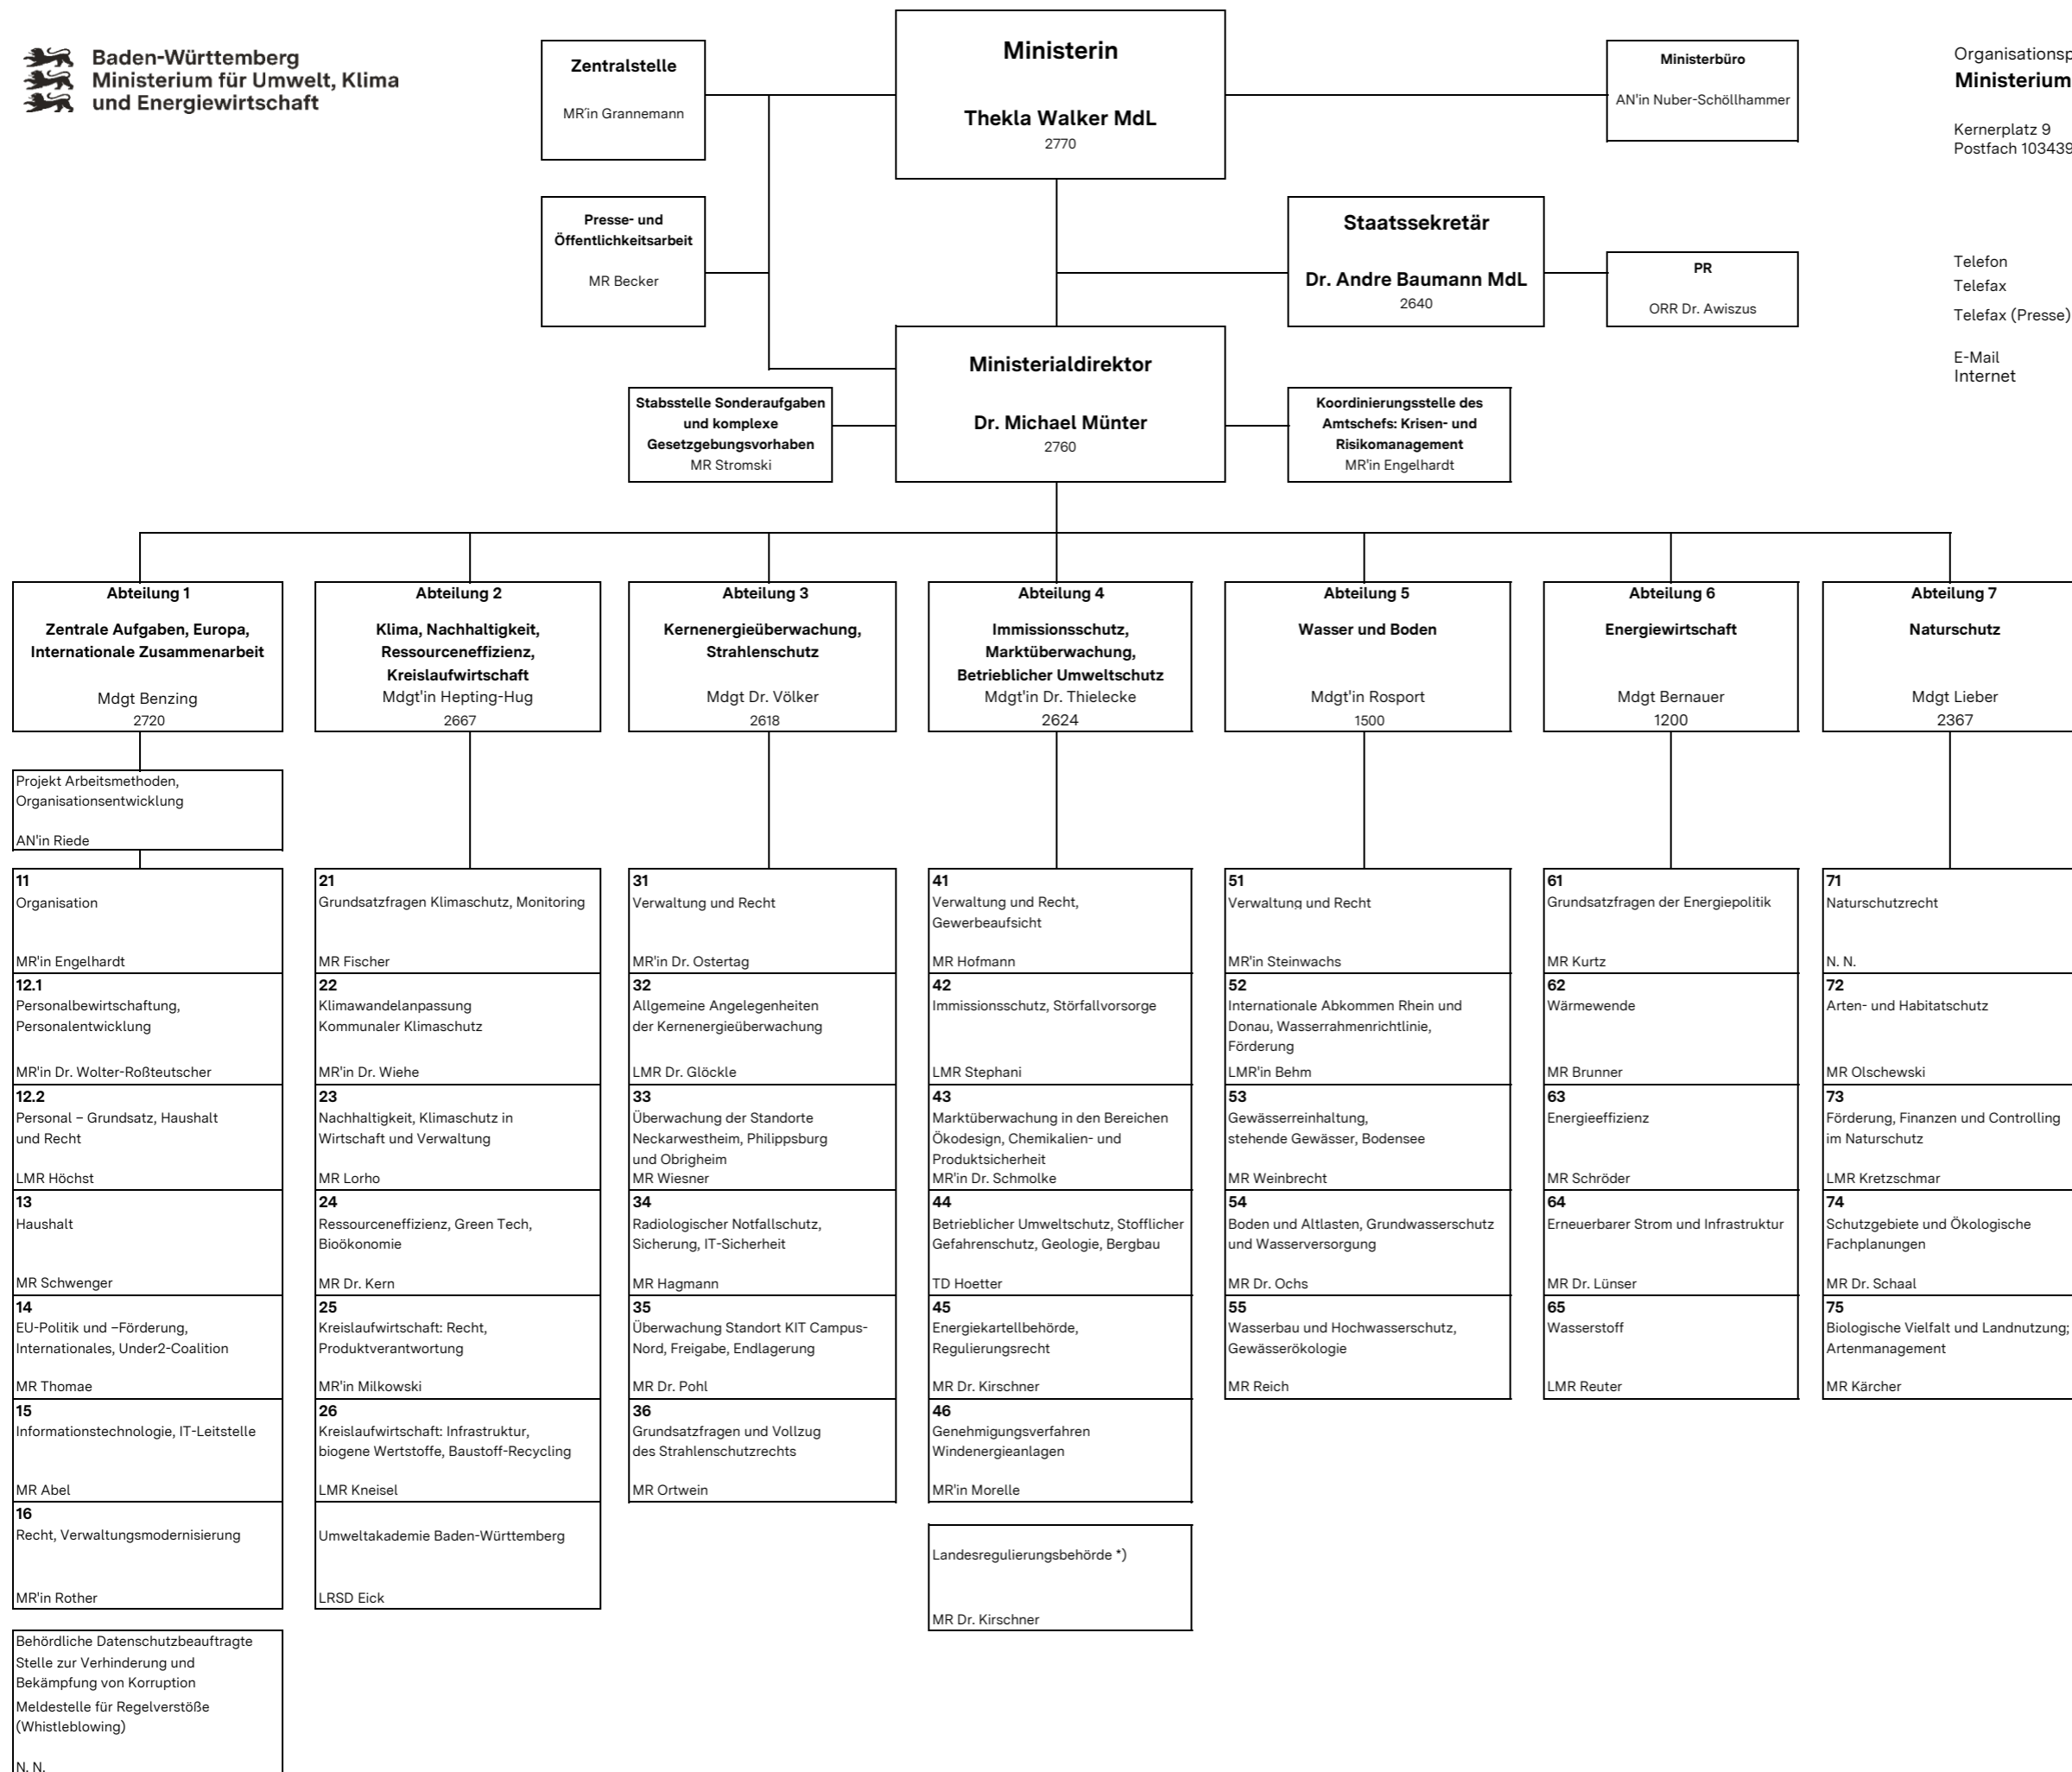 Baden-Württemberg
Ministerium für Umwelt, Klima
und Energiewirtschaft
Zentralstelle
MR'in Grannemann
Ministerin
Thekla Walker MdL
2770
Ministerbüro
AN'in Nuber-Schöllhammer
Ministerium
Kernerplatz 9
Postfach 103439
Presse- und
Öffentlichkeitsarbeit
MR Becker
Staatssekretär
Dr. Andre Baumann MdL
2640
PR
ORR Dr. Awiszus
Telefon
Telefax
Telefax (Presse)
E-Mail
Internet
Ministerialdirektor
Dr. Michael Münter
2760
Stabsstelle Sonderaufgaben
und komplexe
Gesetzgebungsvorhaben
MR Stromski
Koordinierungsstelle des
Amtschefs: Krisen- und
Risikomanagement
MR'in Engelhardt
Abteilung 1
Zentrale Aufgaben, Europa,
Internationale Zusammenarbeit
Mdgt Benzing
2720
Projekt Arbeitsmethoden,
Organisationsentwicklung
AN'in Riede
11
Organisation
MR'in Engelhardt
12.1
Personalbewirtschaftung,
Personalentwicklung
MR'in Dr. Wolter-Roßteutscher
12.2
Personal – Grundsatz, Haushalt
und Recht
LMR Höchst
13
Haushalt
MR Schwenger
14
EU-Politik und –Förderung,
Internationales, Under2-Coalition
MR Thomae
15
Informationstechnologie, IT-Leitstelle
MR Abel
16
Recht, Verwaltungsmodernisierung
MR'in Rother
Behördliche Datenschutzbeauftragte
Stelle zur Verhinderung und
Bekämpfung von Korruption
Meldestelle für Regelverstöße
(Whistleblowing)
N. N.
Abteilung 2
Klima, Nachhaltigkeit,
Ressourceneffizienz,
Kreislaufwirtschaft
Mdgt'in Hepting-Hug
2667
21
Grundsatzfragen Klimaschutz, Monitoring
MR Fischer
22
Klimawandelanpassung
Kommunaler Klimaschutz
MR'in Dr. Wiehe
23
Nachhaltigkeit, Klimaschutz in
Wirtschaft und Verwaltung
MR Lorho
24
Ressourceneffizienz, Green Tech,
Bioökonomie
MR Dr. Kern
25
Kreislaufwirtschaft: Recht,
Produktverantwortung
MR'in Milkowski
26
Kreislaufwirtschaft: Infrastruktur,
biogene Wertstoffe, Baustoff-Recycling
LMR Kneisel
Umweltakademie Baden-Württemberg
LRSD Eick
Abteilung 3
Kernenergieüberwachung,
Strahlenschutz
Mdgt Dr. Völker
2618
31
Verwaltung und Recht
MR'in Dr. Ostertag
32
Allgemeine Angelegenheiten
der Kernenergieüberwachung
LMR Dr. Glöckle
33
Überwachung der Standorte
Neckarwestheim, Philippsburg
und Obrigheim
MR Wiesner
34
Radiologischer Notfallschutz,
Sicherung, IT-Sicherheit
MR Hagmann
35
Überwachung Standort KIT Campus-
Nord, Freigabe, Endlagerung
MR Dr. Pohl
36
Grundsatzfragen und Vollzug
des Strahlenschutzrechts
MR Ortwein
Abteilung 4
Immissionsschutz,
Marktüberwachung,
Betrieblicher Umweltschutz
Mdgt'in Dr. Thielecke
2624
41
Verwaltung und Recht,
Gewerbeaufsicht
MR Hofmann
42
Immissionsschutz, Störfallvorsorge
LMR Stephani
43
Marktüberwachung in den Bereichen
Ökodesign, Chemikalien- und
Produktsicherheit
MR'in Dr. Schmolke
44
Betrieblicher Umweltschutz, Stofflicher
Gefahrenschutz, Geologie, Bergbau
TD Hoetter
45
Energiekartellbehörde,
Regulierungsrecht
MR Dr. Kirschner
46
Genehmigungsverfahren
Windenergieanlagen
MR'in Morelle
Landesregulierungsbehörde *)
MR Dr. Kirschner
Abteilung 5
Wasser und Boden
Mdgt'in Rosport
1500
51
Verwaltung und Recht
MR'in Steinwachs
52
Internationale Abkommen Rhein und
Donau, Wasserrahmenrichtlinie,
Förderung
LMR'in Behm
53
Gewässerreinhaltung,
stehende Gewässer, Bodensee
MR Weinbrecht
54
Boden und Altlasten, Grundwasserschutz
und Wasserversorgung
MR Dr. Ochs
55
Wasserbau und Hochwasserschutz,
Gewässerökologie
MR Reich
Abteilung 6
Energiewirtschaft
Mdgt Bernauer
1200
61
Grundsatzfragen der Energiepolitik
MR Kurtz
62
Wärmewende
MR Brunner
63
Energieeffizienz
MR Schröder
64
Erneuerbarer Strom und Infrastruktur
MR Dr. Lünser
65
Wasserstoff
LMR Reuter
Abteilung 7
Naturschutz
Mdgt Lieber
2367
71
Naturschutzrecht
N. N.
72
Arten- und Habitatschutz
MR Olschewski
73
Förderung, Finanzen und Controlling
im Naturschutz
LMR Kretzschmar
74
Schutzgebiete und Ökologische
Fachplanungen
MR Dr. Schaal
75
Biologische Vielfalt und Landnutzung;
Artenmanagement
MR Kärcher